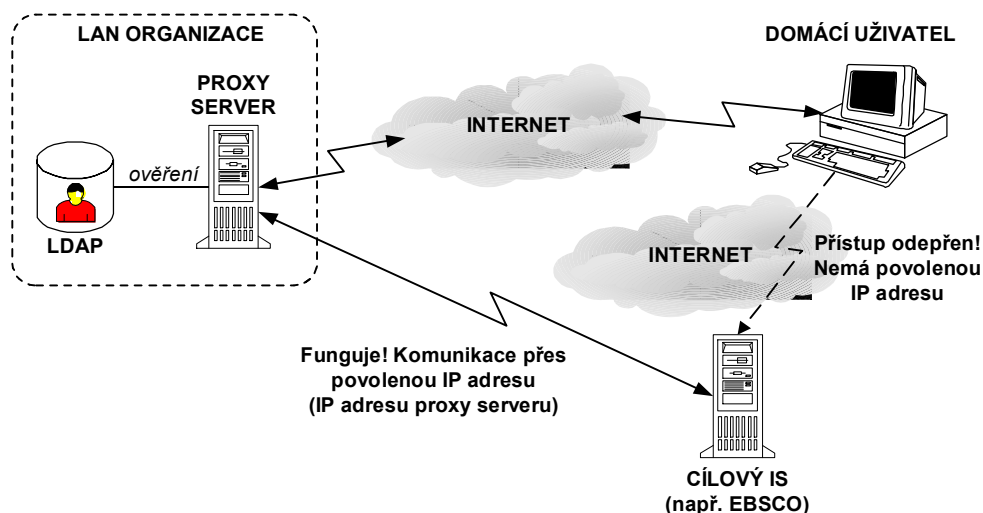 LAN ORGANIZACE
DOMÁCÍ UŽIVATEL
PROXY
SERVER
INTERNET
ověření
LDAP
INTERNET
Přístup odepřen!
Nemá povolenou
IP adresu
Funguje! Komunikace přes
povolenou IP adresu
(IP adresu proxy serveru)
CÍLOVÝ IS
(např. EBSCO)